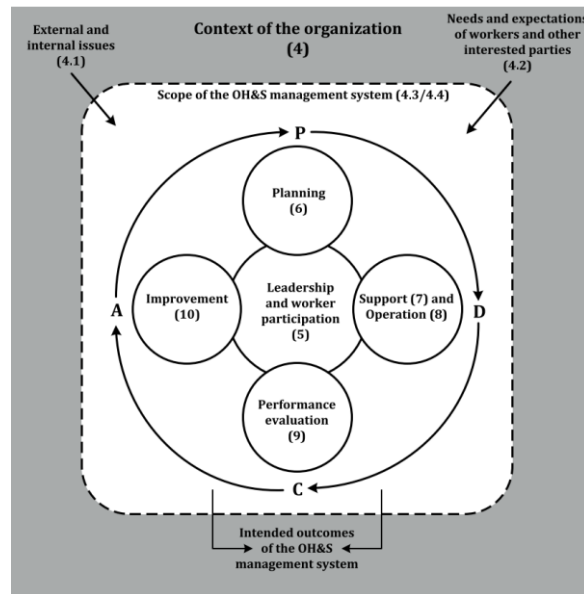 External and
internal issues
(4.1)
Context of the organization
(4)
Needs and expectations
of workers and other
interested parties
(4.2)
Scope of the OH&S management system (4.3/4.4)
P
Planning
(6)
A
Improvement
(10)
Leadership
and worker
participation
(5)
Support (7) and
Operation (8)
D
Performance
evaluation
(9)
C
Intended outcomes
of the OH&S
management system